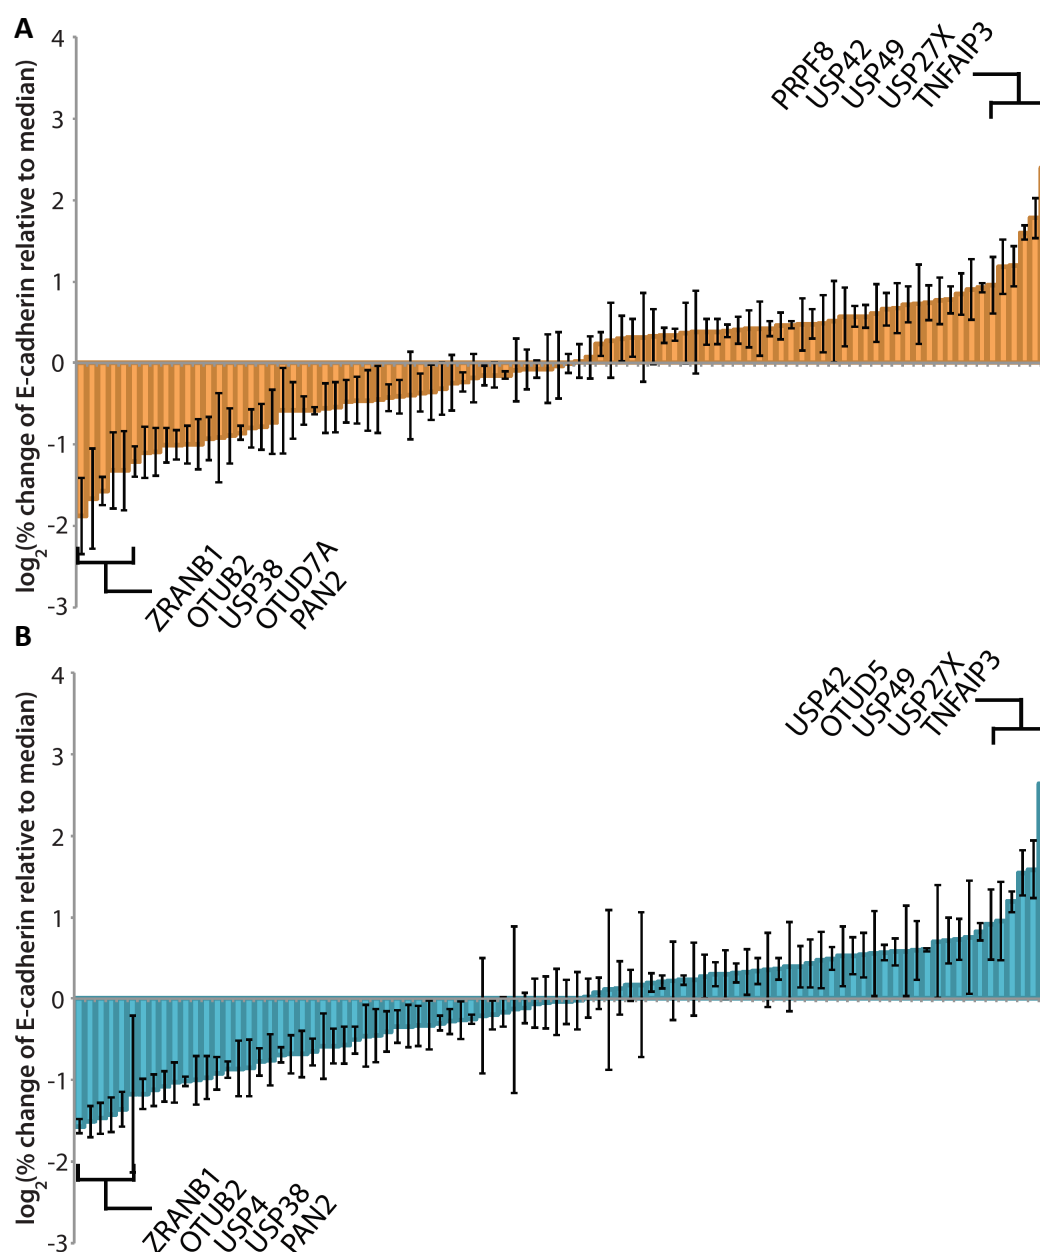 A
4
3
2
1
0
-1
-2
-3
log2(% change of E-cadherin relative to median)
PRPF8
USP42
USP49
USP27X
TNFAIP3
ZRANB1
OTUB2
USP38
OTUD7A
PAN2
B
4
3
2
1
0
-1
-2
-3
log2(% change of E-cadherin relative to median)
USP42
OTUD5
USP49
USP27X
TNFAIP3
ZRANB1
OTUB2
USP4
USP38
PAN2